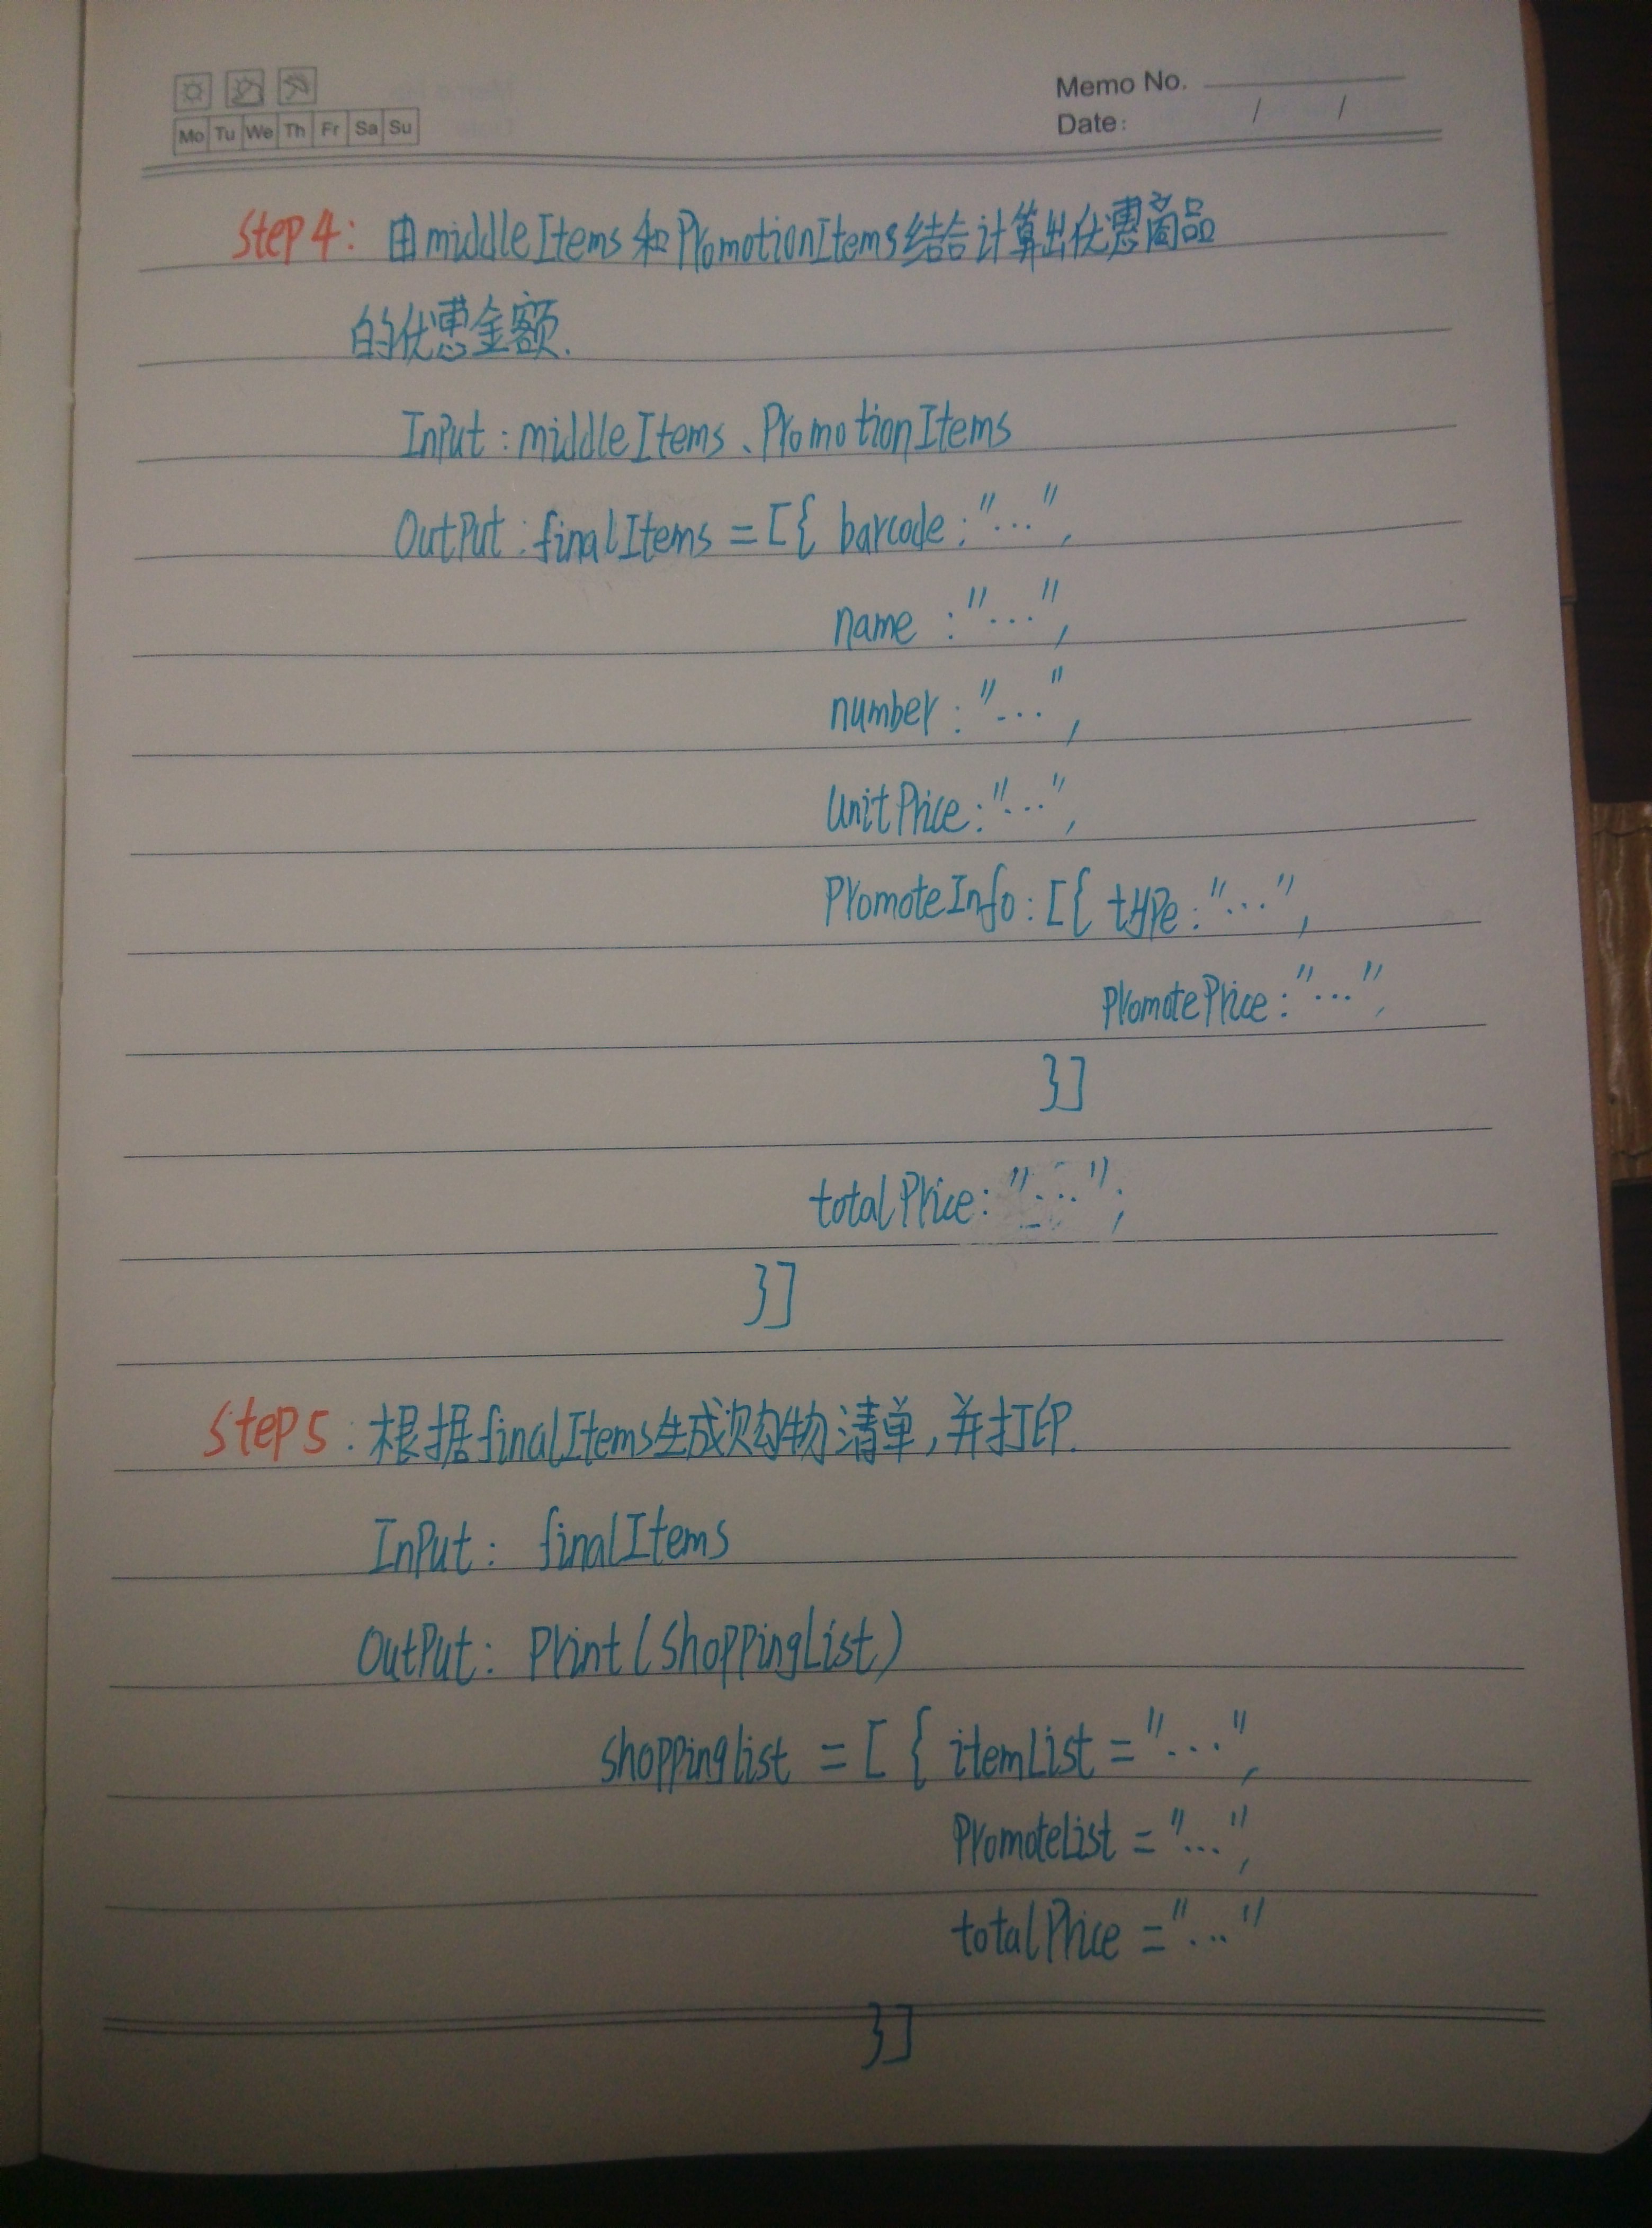 Memo No.
Mo Tu We Th Fr Sa Su
Date: / /
Step 4: 由middleItems 和PromotionItems结合计算出优惠商品
的优惠金额.
InPut : middleItems、PromotionItems
OutPut : finalItems = [{ barcode : "...",
name : "...",
number : "...",
UnitPrice : "...",
PromoteInfo : [{ tyPe : "...",
PromotePrice : "...",
}]
totalPrice : "...";
}]
Step 5 : 根据finalItems生成购物清单,并打印.
InPut : finalItems
OutPut : Print(ShoppingList)
Shoppinglist = [ { itemList = "...",
PromoteList = "...",
totalPrice = "..."
}]